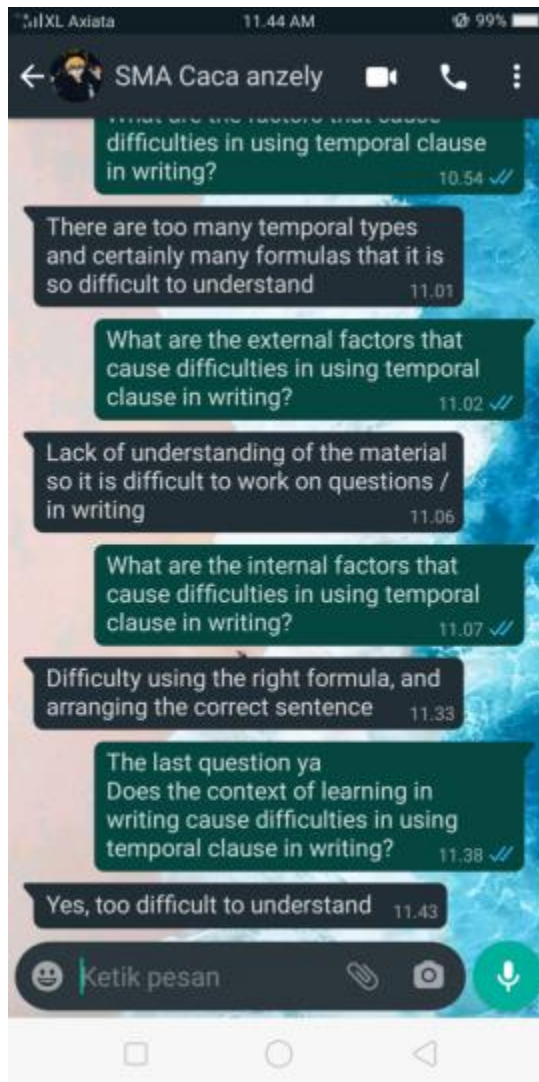 XL Axiata 11.44 AM 99%
SMA Caca anzely
What are the factors that cause
difficulties in using temporal clause
in writing?
10.54
There are too many temporal types
and certainly many formulas that it is
so difficult to understand
11.01
What are the external factors that
cause difficulties in using temporal
clause in writing?
11.02
Lack of understanding of the material
so it is difficult to work on questions /
in writing
11.06
What are the internal factors that
cause difficulties in using temporal
clause in writing?
11.07
Difficulty using the right formula, and
arranging the correct sentence
11.33
The last question ya
Does the context of learning in
writing cause difficulties in using
temporal clause in writing?
11.38
Yes, too difficult to understand
11.43
Ketik pesan